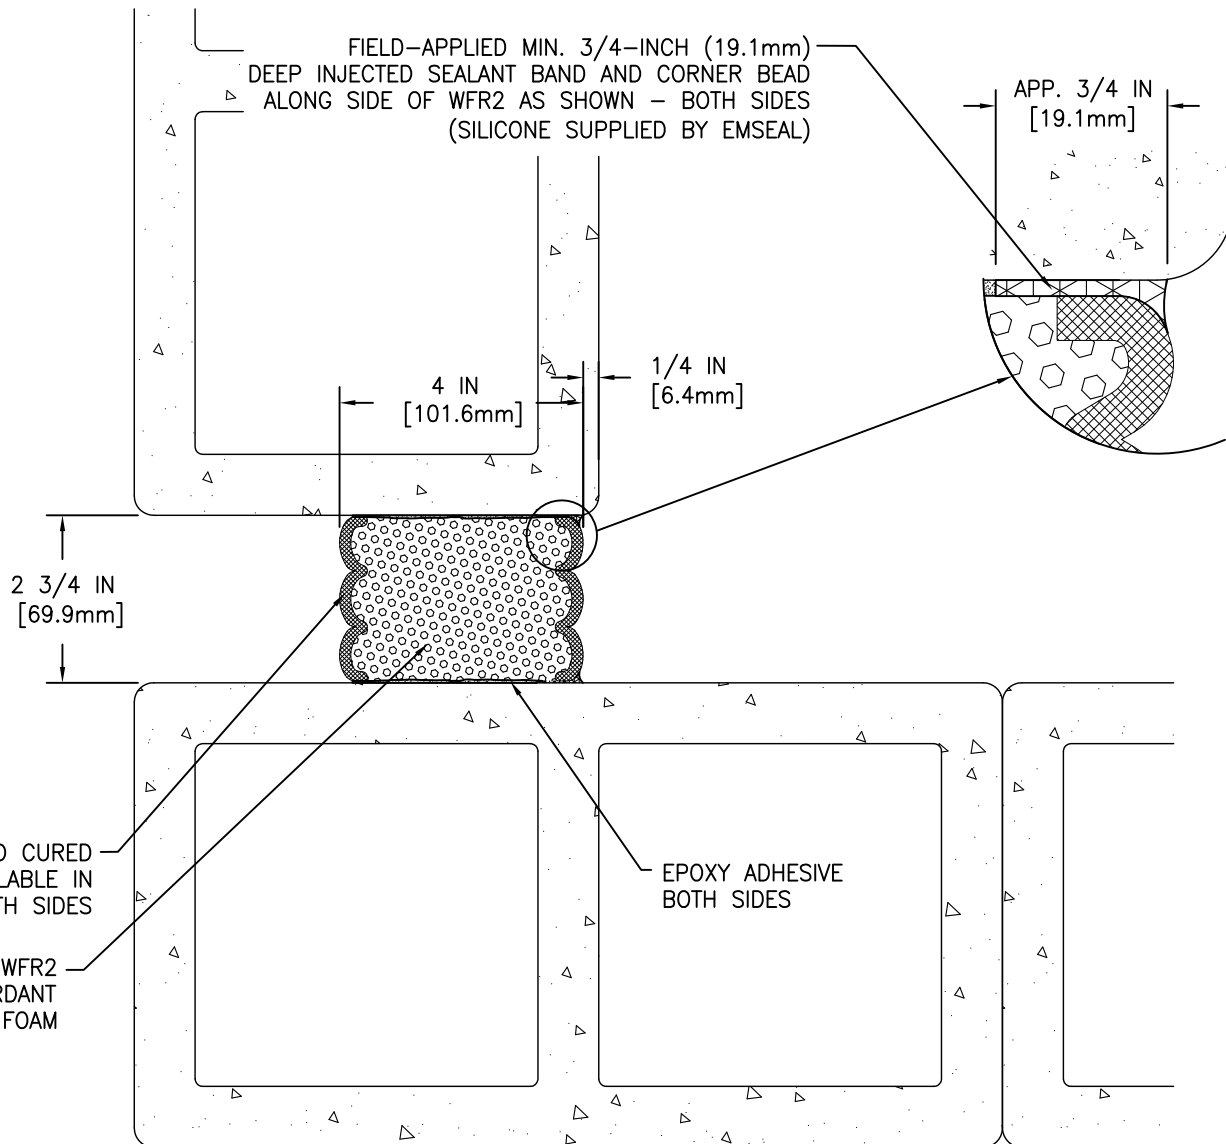 FIELD-APPLIED MIN. 3/4-INCH (19.1mm)
DEEP INJECTED SEALANT BAND AND CORNER BEAD
ALONG SIDE OF WFR2 AS SHOWN – BOTH SIDES
(SILICONE SUPPLIED BY EMSEAL)
APP. 3/4 IN
[19.1mm]
1/4 IN
[6.4mm]
4 IN
[101.6mm]
2 3/4 IN
[69.9mm]
CURED
IN
SIDES
WFR2
FOAM
EPOXY ADHESIVE
BOTH SIDES